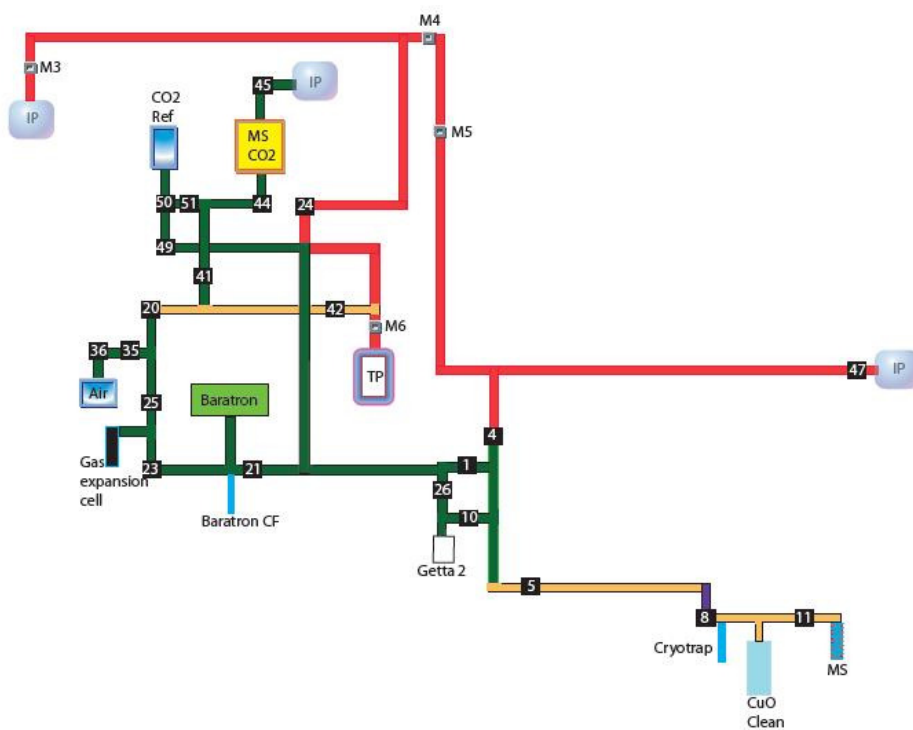 M4
M3
IP
45
IP
CO2
Ref
MS
CO2
M5
50
51
44
24
49
41
20
42
M6
36
35
TP
47
IP
Air
25
Baratron
4
Gas
expansion
cell
23
21
1
26
10
Baratron CF
Getta 2
5
8
11
Cryotrap
MS
CuO
Clean